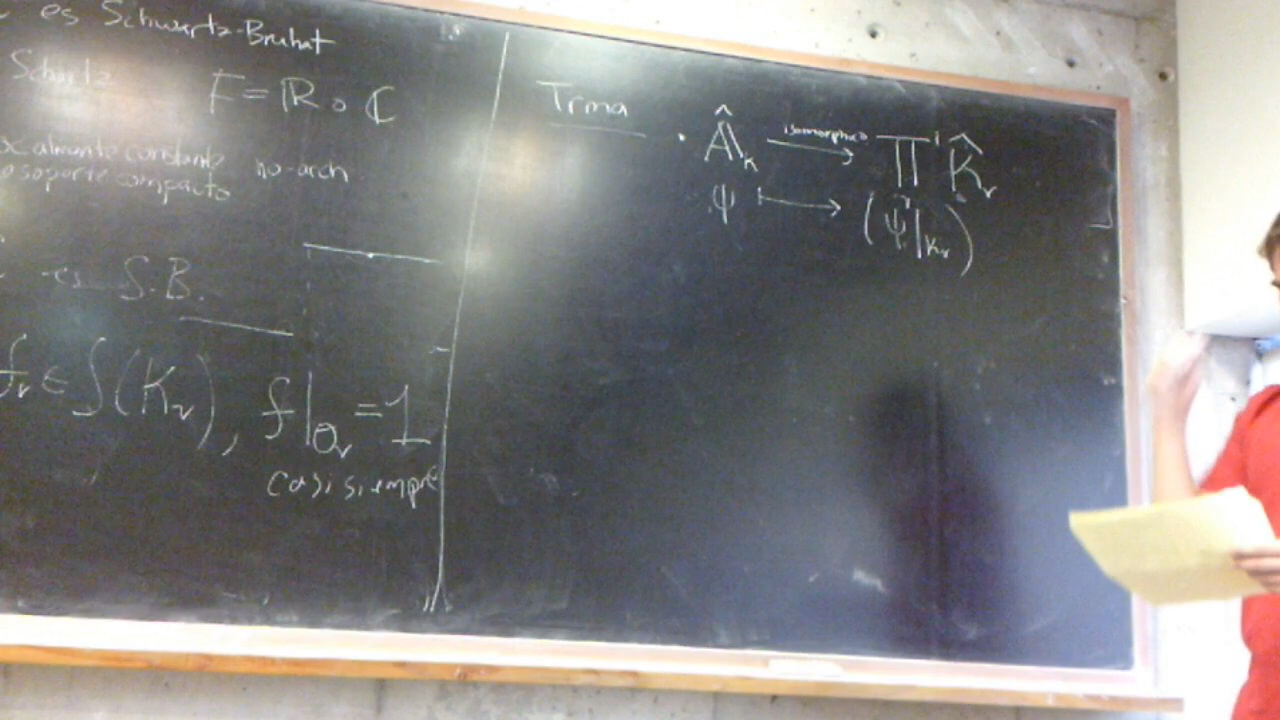 es Schwartz-Bruhat
Schwartz F = ℝ o ℂ
localmente constante no-arch
soporte compacto
es S.B.
f_v ∈ S(K_v), f|_{O_v} = 1
casi siempre
Trma
· Â_K isomorphic → ∏' K̂_v
ψ ↦ (ψ|_{K_v})